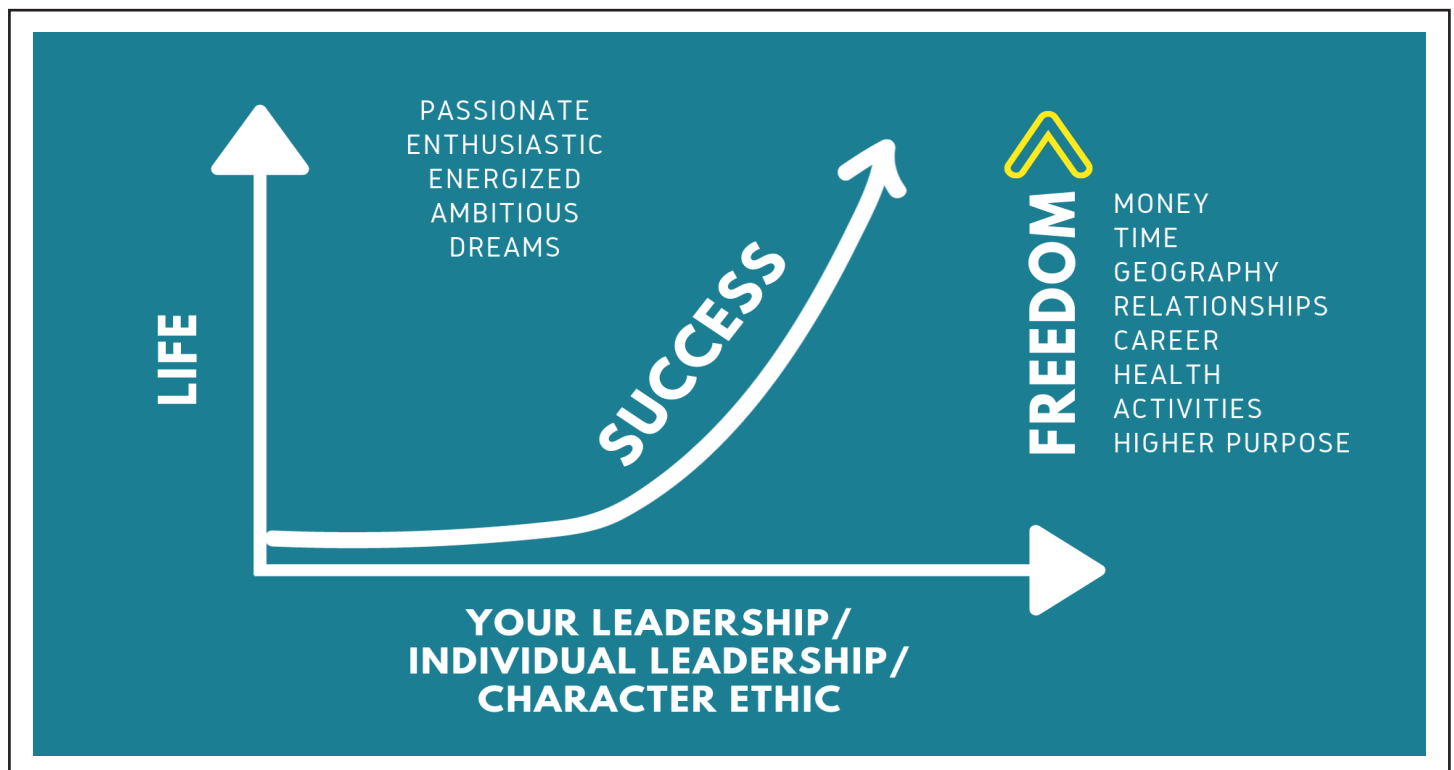 PASSIONATE
ENTHUSIASTIC
ENERGIZED
AMBITIOUS
DREAMS
LIFE
SUCCESS
FREEDOM
MONEY
TIME
GEOGRAPHY
RELATIONSHIPS
CAREER
HEALTH
ACTIVITIES
HIGHER PURPOSE
YOUR LEADERSHIP/
INDIVIDUAL LEADERSHIP/
CHARACTER ETHIC